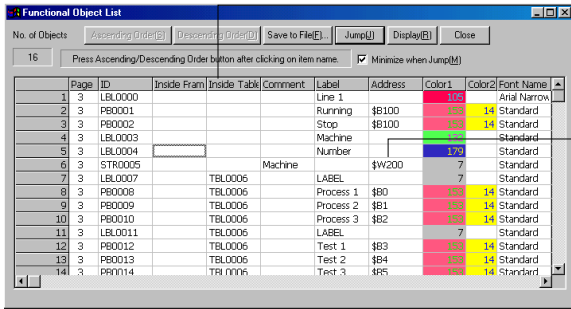 Functional Object List
No. of Objects Ascending Order(S) Descending Order(D) Save to File(F)... Jump(J) Display(R) Close
16 Press Ascending/Descending Order button after clicking on item name. Minimize when Jump(M)
Page ID Inside Fram Inside Table Comment Label Address Color1 Color2 Font Name
1 3 LBL0000 Line 1 105 Arial Narrow
2 3 PB0001 Running $B100 14 Standard
3 3 PB0002 Stop $B100 14 Standard
4 3 LBL0003 Machine Standard
5 3 LBL0004 Number 179 Standard
6 3 STR0005 Machine $W200 7 Standard
7 3 LBL0007 TBL0006 LABEL 7 Standard
8 3 PB0008 TBL0006 Process 1 $B0 14 Standard
9 3 PB0009 TBL0006 Process 2 $B1 14 Standard
10 3 PB0010 TBL0006 Process 3 $B2 14 Standard
11 3 LBL0011 TBL0006 LABEL 7 Standard
12 3 PB0012 TBL0006 Test 1 $B3 14 Standard
13 3 PB0013 TBL0006 Test 2 $B4 14 Standard
14 3 PB0014 TBL0006 Test 3 $B5 14 Standard